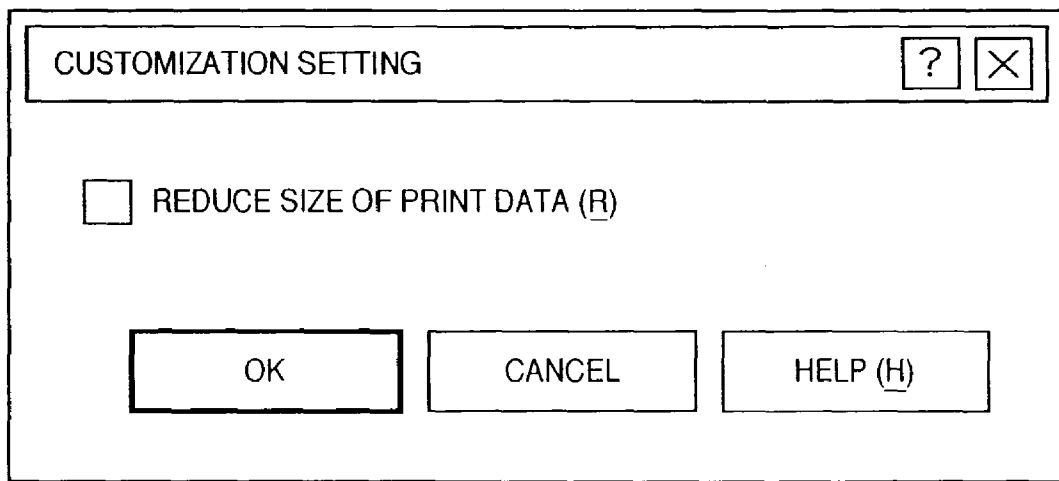 CUSTOMIZATION SETTING ? X
REDUCE SIZE OF PRINT DATA (R)
OK CANCEL HELP (H)